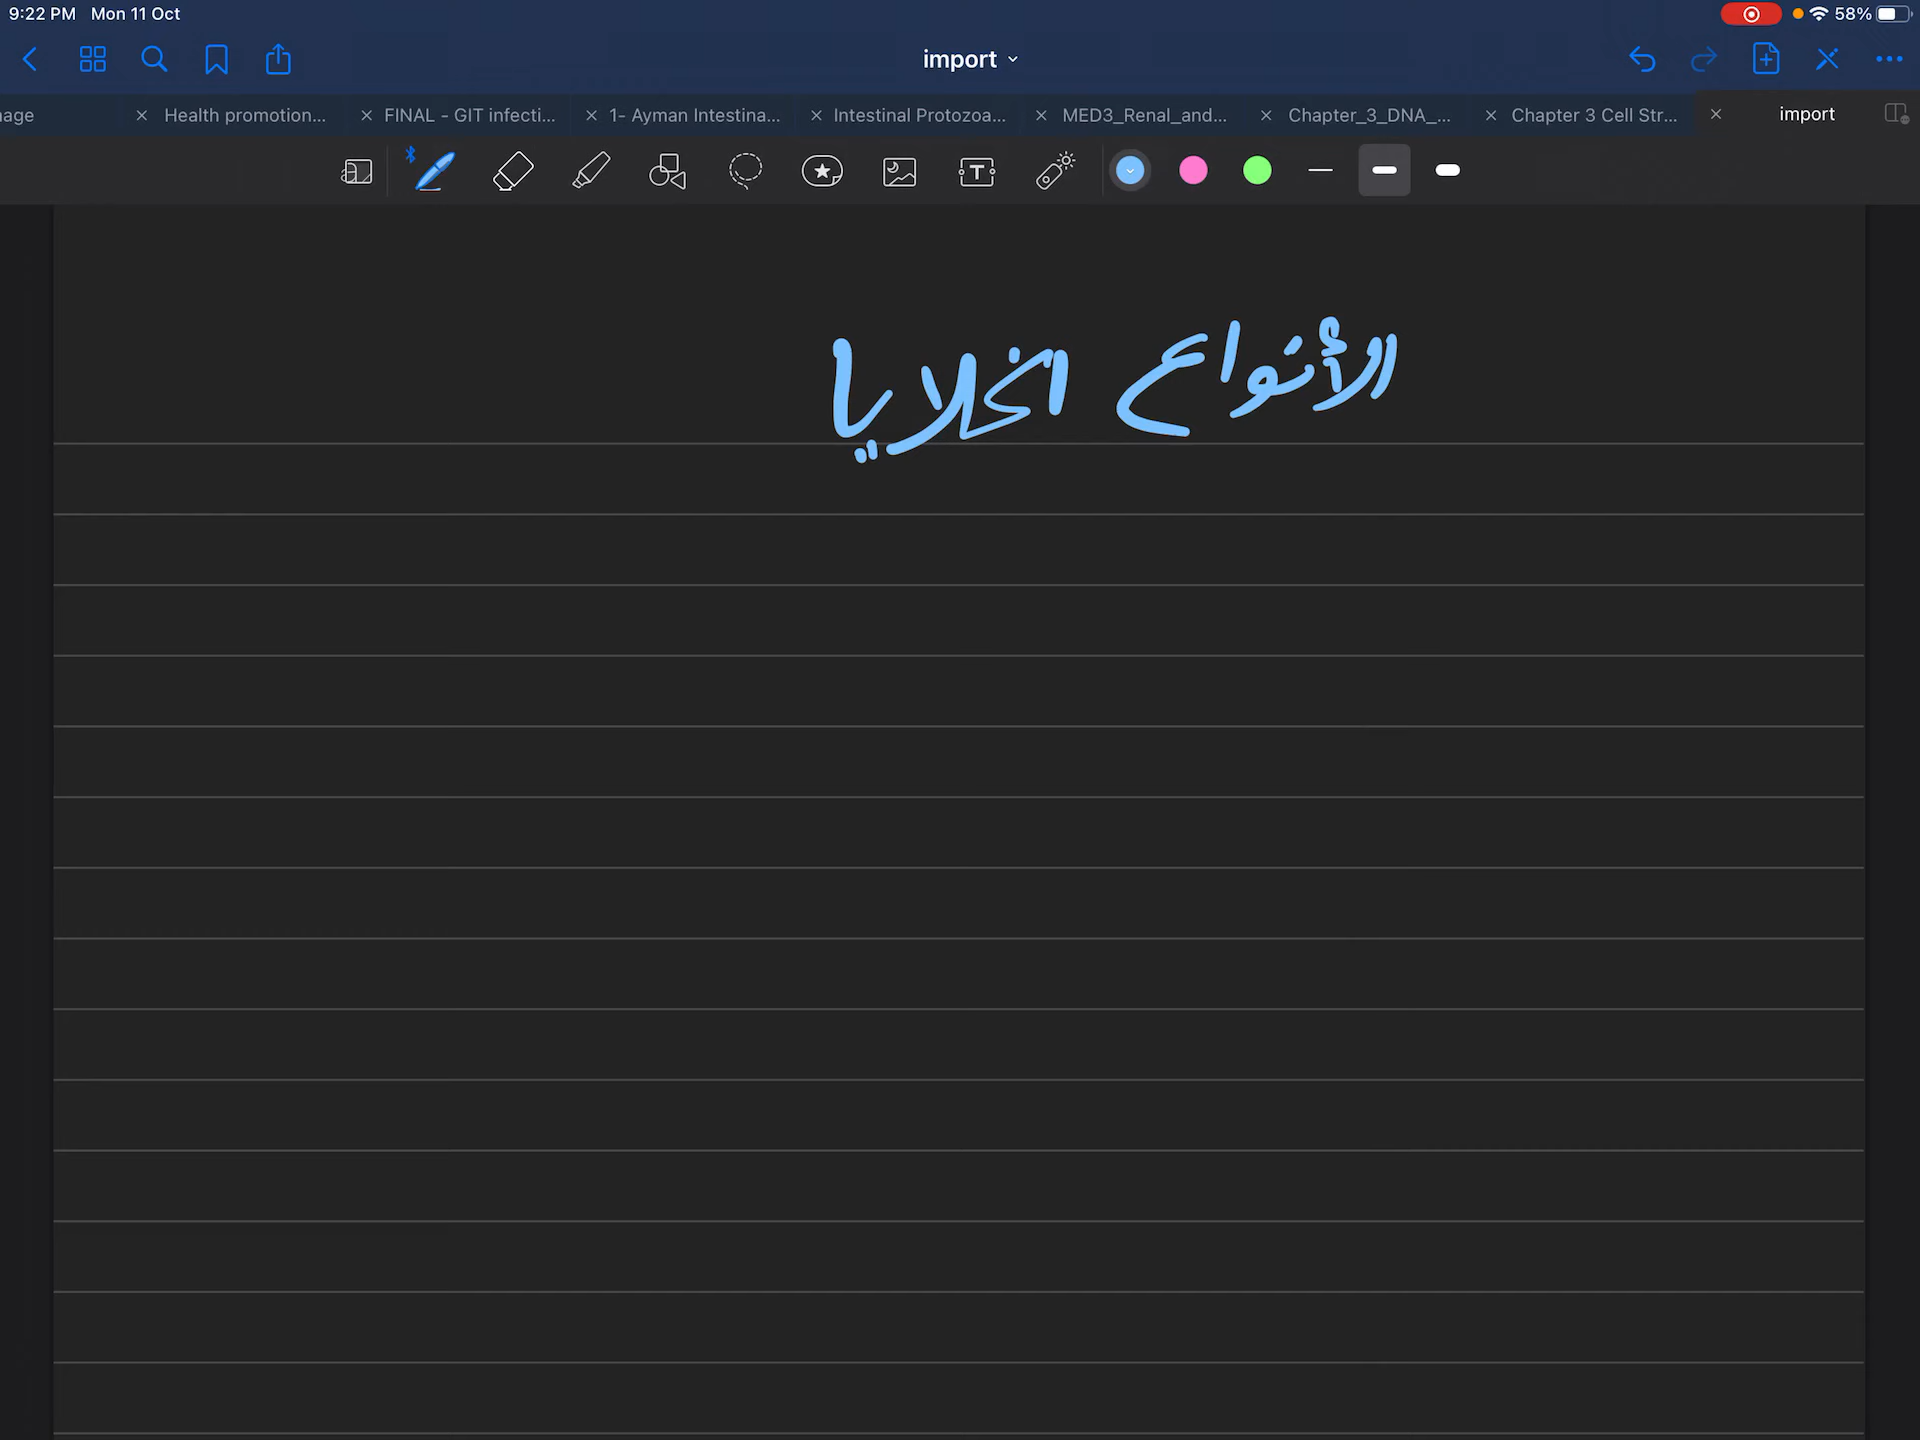 9:22 PM Mon 11 Oct 58%
import
age Health promotion... FINAL - GIT infecti... 1- Ayman Intestina... Intestinal Protozoa... MED3_Renal_and... Chapter_3_DNA_... Chapter 3 Cell Str... import
T
الأنواع الخلايا